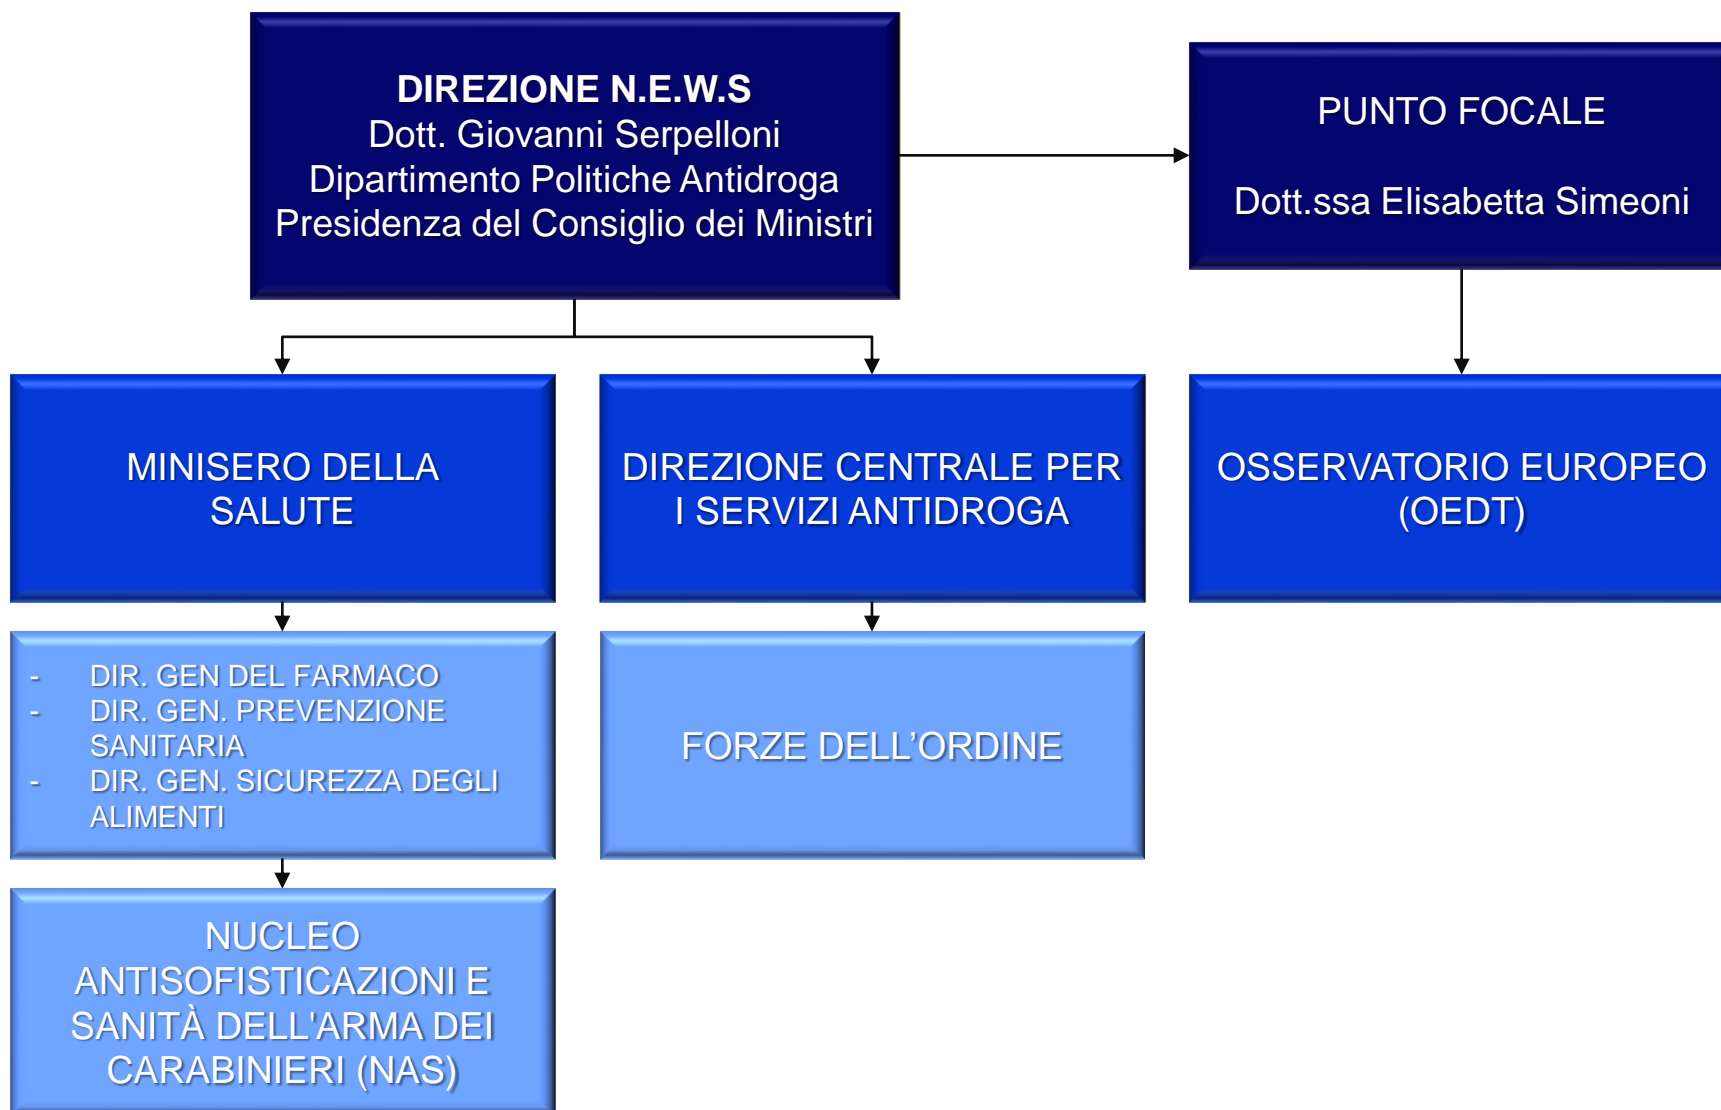 DIREZIONE N.E.W.S
Dott. Giovanni Serpelloni
Dipartimento Politiche Antidroga
Presidenza del Consiglio dei Ministri
PUNTO FOCALE
Dott.ssa Elisabetta Simeoni
MINISERO DELLA
SALUTE
DIREZIONE CENTRALE PER
I SERVIZI ANTIDROGA
OSSERVATORIO EUROPEO
(OEDT)
- DIR. GEN DEL FARMACO
- DIR. GEN. PREVENZIONE
SANITARIA
- DIR. GEN. SICUREZZA DEGLI
ALIMENTI
FORZE DELL’ORDINE
NUCLEO
ANTISOFISTICAZIONI E
SANITÀ DELL'ARMA DEI
CARABINIERI (NAS)